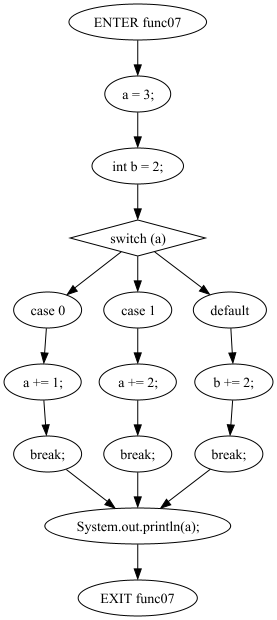 ENTER func07
a = 3;
int b = 2;
switch (a)
case 0
case 1
default
a += 1;
a += 2;
b += 2;
break;
break;
break;
System.out.println(a);
EXIT func07